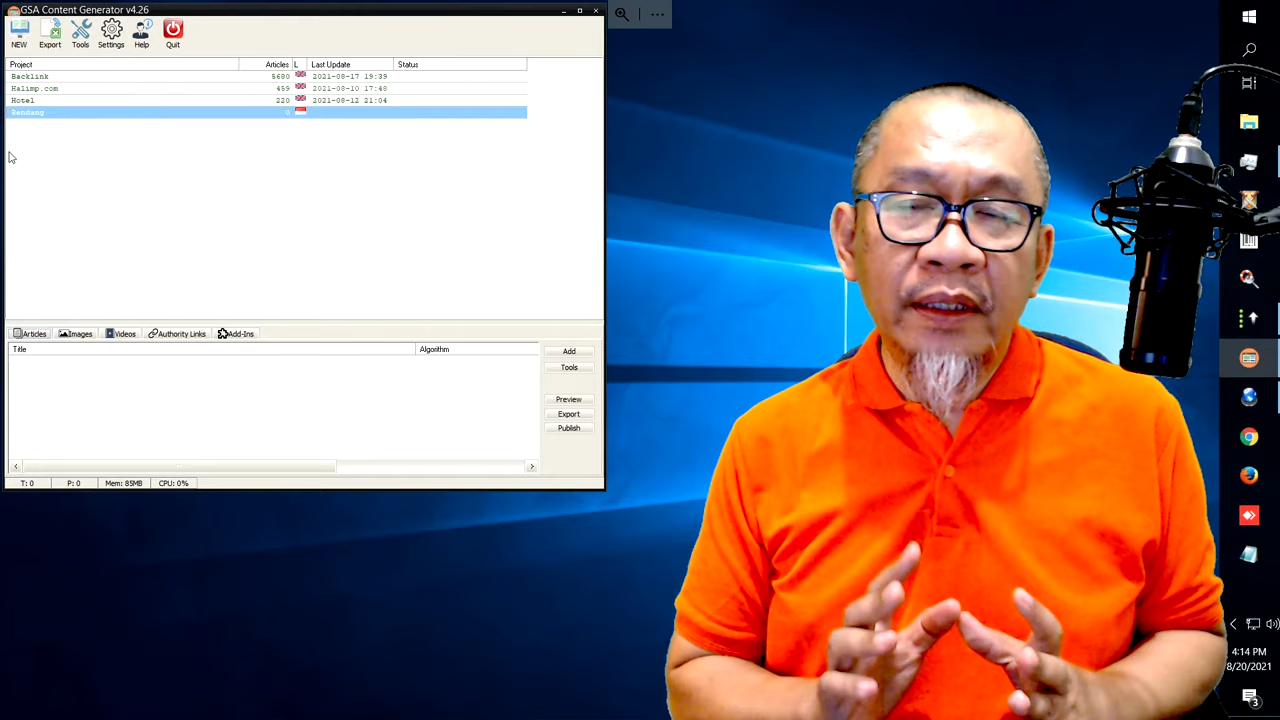 GSA Content Generator v4.26
NEW Export Tools Settings Help Quit
Project Articles L Last Update Status
Backlink 5680 2021-08-17 19:39
Halimp.com 459 2021-08-10 17:48
Hotel 220 2021-08-12 21:04
Rendang 0
Articles Images Videos Authority Links Add-Ins
Title Algorithm
Add
Tools
Preview
Export
Publish
T: 0 P: 0 Mem: 85MB CPU: 0%
4:14 PM
8/20/2021
3